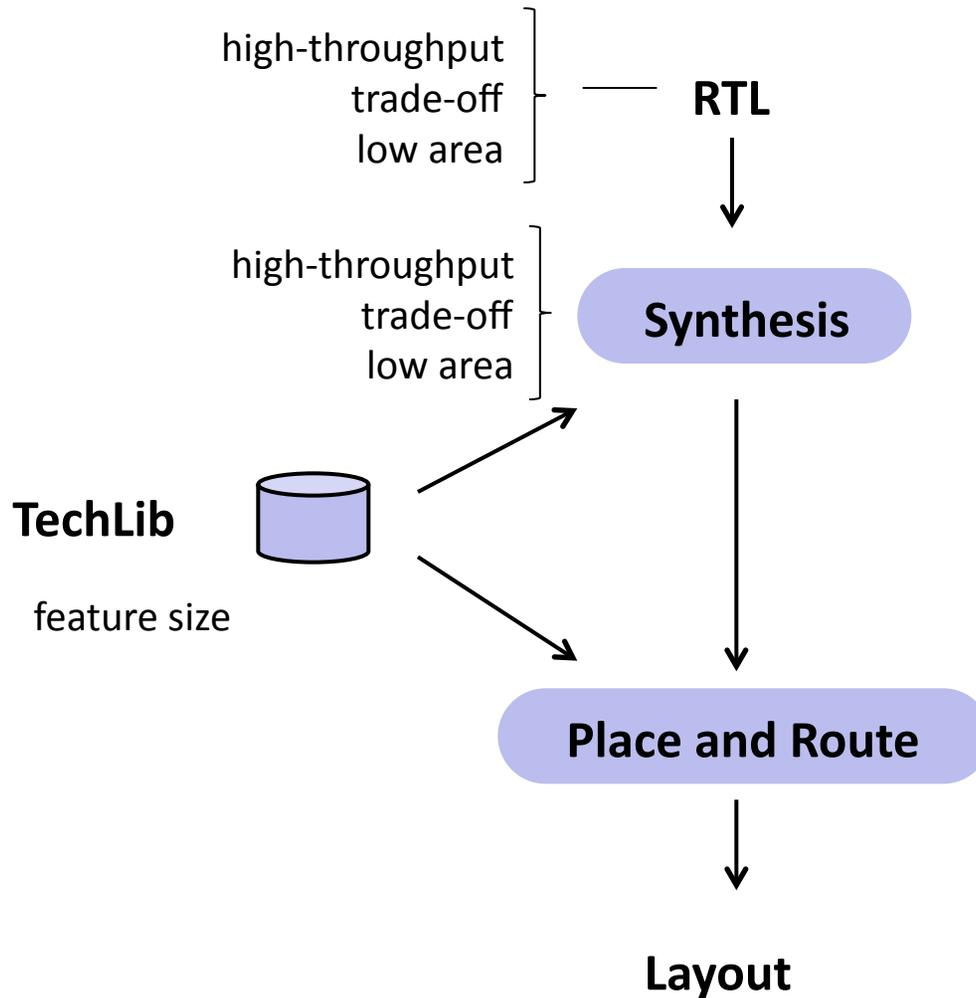 high-throughput
trade-off
low area
RTL
high-throughput
trade-off
low area
Synthesis
TechLib
feature size
Place and Route
Layout